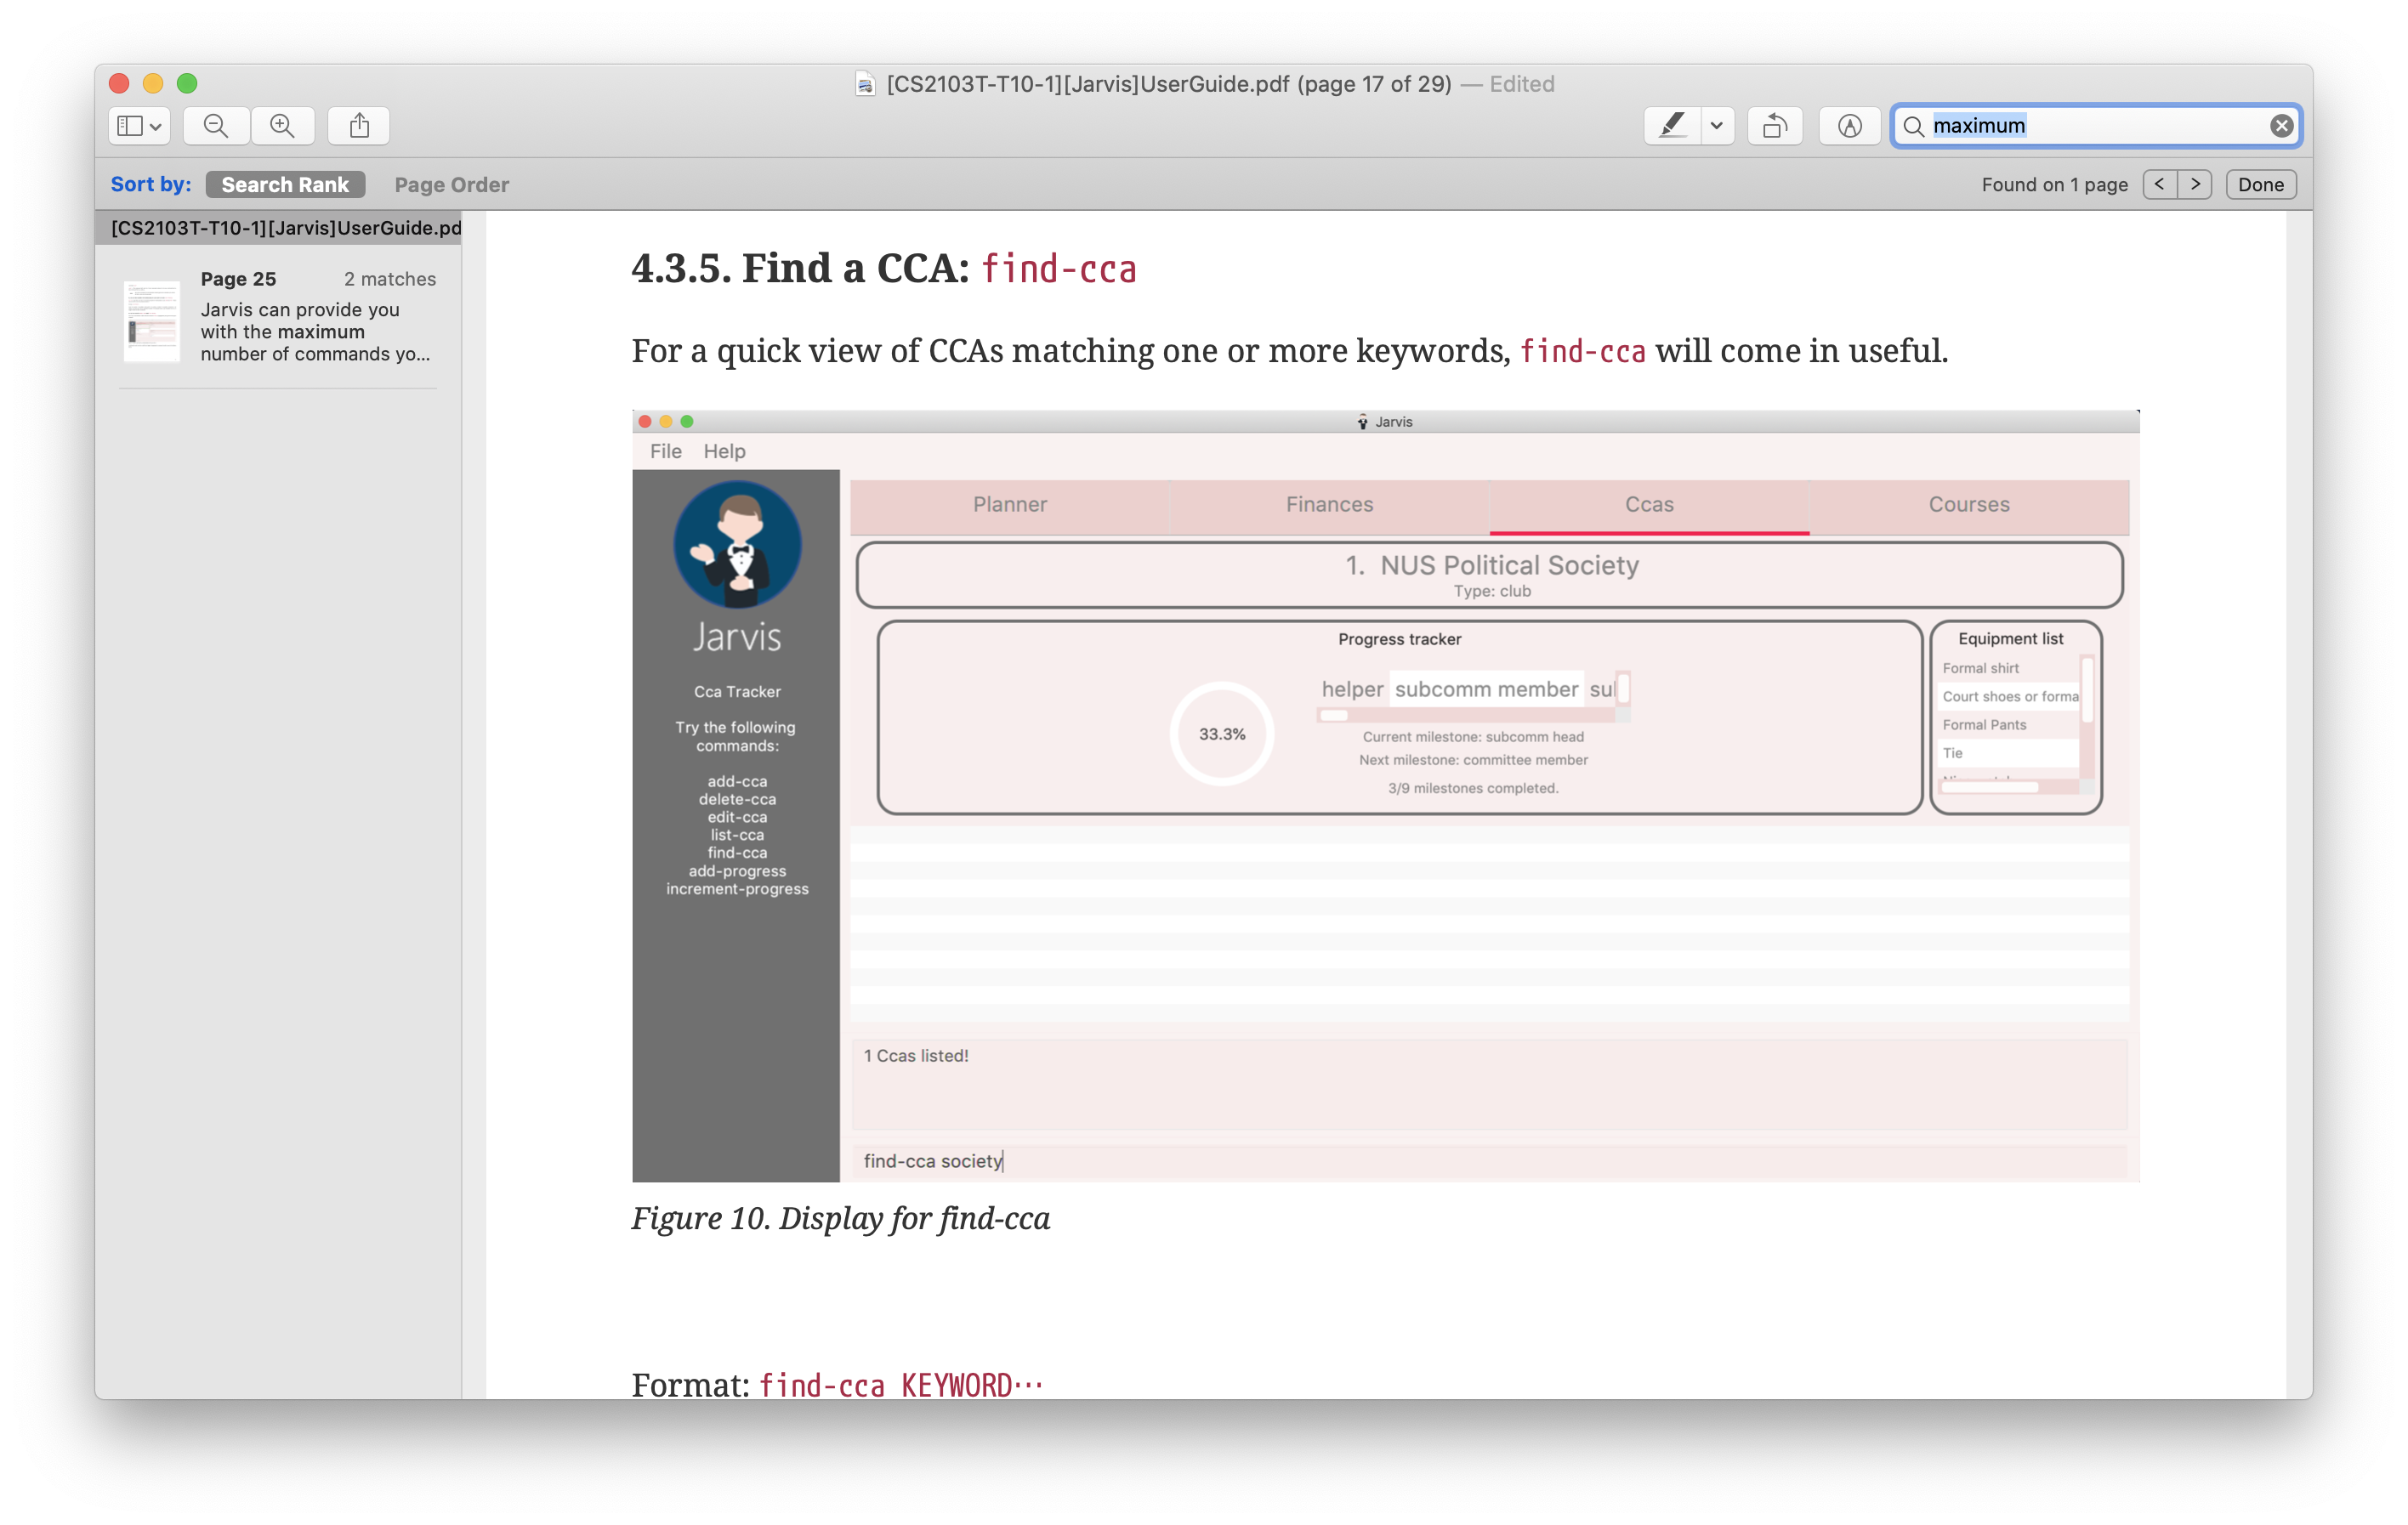 [CS2103T-T10-1][Jarvis]UserGuide.pdf (page 17 of 29) — Edited
maximum
Sort by: Search Rank Page Order
Found on 1 page < > Done
[CS2103T-T10-1][Jarvis]UserGuide.pd
Page 25 2 matches
Jarvis can provide you
with the maximum
number of commands yo...
4.3.5. Find a CCA: find-cca
For a quick view of CCAs matching one or more keywords, find-cca will come in useful.
Jarvis
File Help
Jarvis
Cca Tracker
Try the following
commands:
add-cca
delete-cca
edit-cca
list-cca
find-cca
add-progress
increment-progress
Planner Finances Ccas Courses
1. NUS Political Society
Type: club
Progress tracker
33.3%
helper subcomm member su
Current milestone: subcomm head
Next milestone: committee member
3/9 milestones completed.
Equipment list
Formal shirt
Court shoes or forma
Formal Pants
Tie
1 Ccas listed!
find-cca society
Figure 10. Display for find-cca
Format: find-cca KEYWORD···